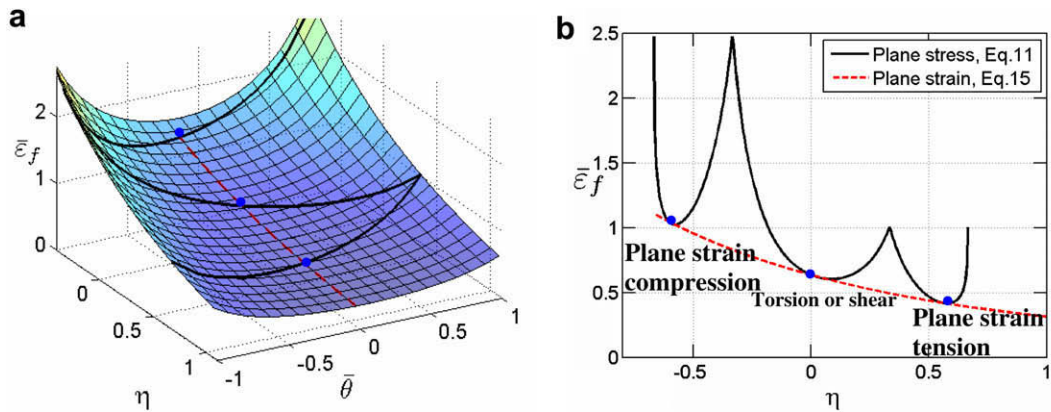 a
2
1
0
ε̄f
0
0.5
1
η
-1
-0.5
0
0.5
1
θ̄
b
2.5
2
1.5
1
0.5
0
ε̄f
Plane stress, Eq.11
Plane strain, Eq.15
Plane strain
compression
Torsion or shear
Plane strain
tension
-0.5
0
0.5
1
η